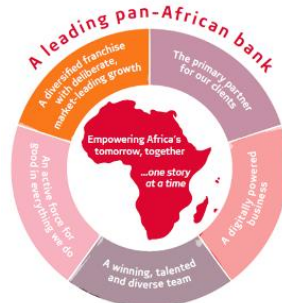 A leading pan-African bank
A diversified franchise
with deliberate,
market-leading growth
The primary partner
for our clients
Empowering Africa's
tomorrow, together
...one story
at a time
An active force for
good in everything we do
A digitally powered
business
A winning, talented
and diverse team